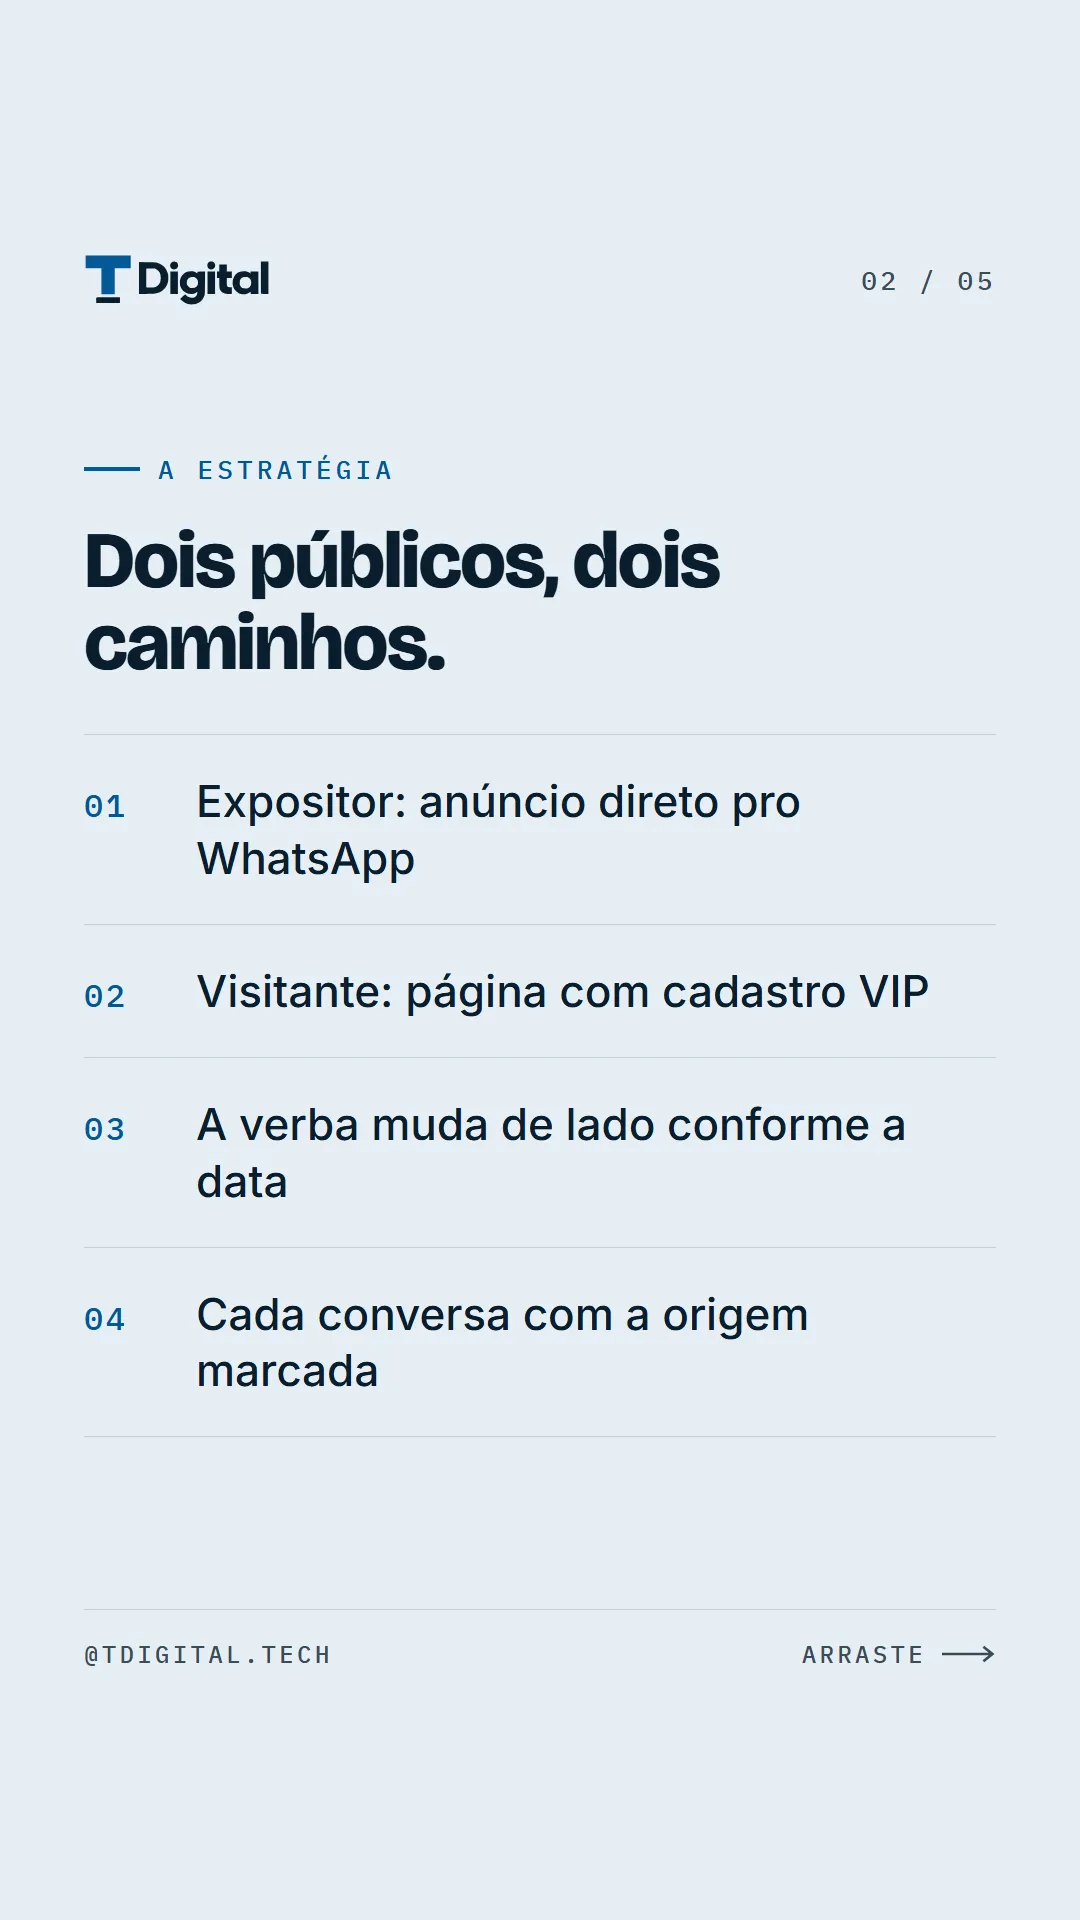 T Digital
02 / 05
A ESTRATÉGIA
Dois públicos, dois
caminhos.
01 Expositor: anúncio direto pro
WhatsApp
02 Visitante: página com cadastro VIP
03 A verba muda de lado conforme a
data
04 Cada conversa com a origem
marcada
@TDIGITAL.TECH
ARRASTE